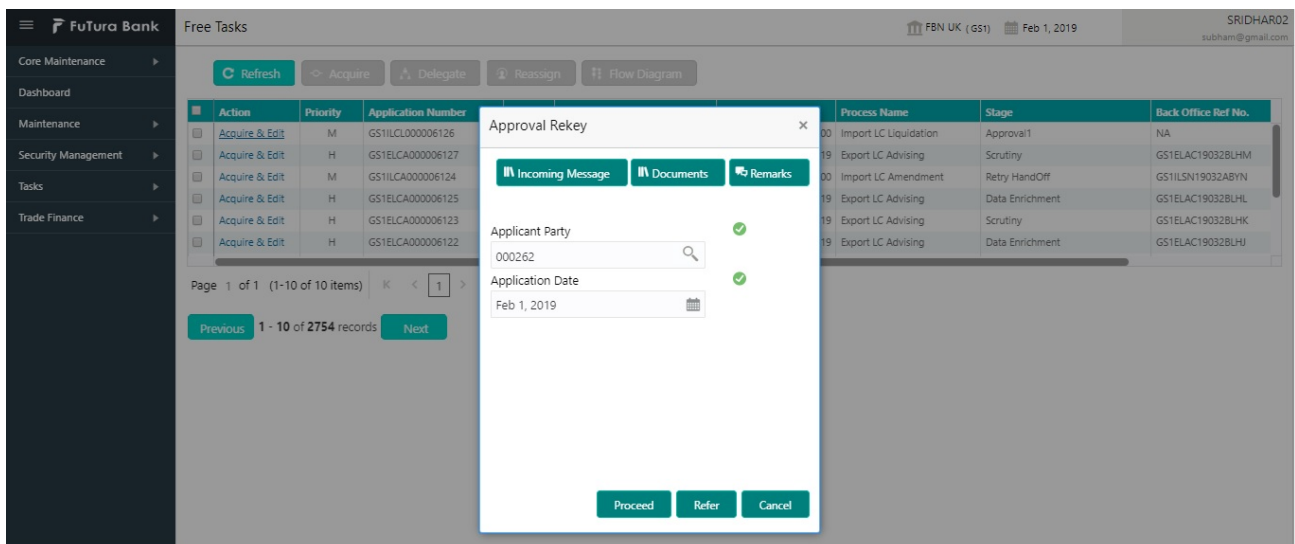 FuTura Bank
Free Tasks
FBN UK ( GS1)
Feb 1, 2019
SRIDHAR02
subham@gmail.com
Core Maintenance
Dashboard
Maintenance
Security Management
Tasks
Trade Finance
Refresh
Acquire
Delegate
Reassign
Flow Diagram
Action Priority Application Number Process Name Stage Back Office Ref No.
Acquire & Edit M GS1ILCL000006126 00 Import LC Liquidation Approval1 NA
Acquire & Edit H GS1ELCA000006127 19 Export LC Advising Scrutiny GS1ELAC19032BLHM
Acquire & Edit M GS1ILCA000006124 00 Import LC Amendment Retry HandOff GS1ILSN19032ABYN
Acquire & Edit H GS1ELCA000006125 19 Export LC Advising Data Enrichment GS1ELAC19032BLHL
Acquire & Edit H GS1ELCA000006123 19 Export LC Advising Scrutiny GS1ELAC19032BLHK
Acquire & Edit H GS1ELCA000006122 19 Export LC Advising Data Enrichment GS1ELAC19032BLHJ
Page 1 of 1 (1-10 of 10 items) K < 1 >
Previous 1 - 10 of 2754 records Next
Approval Rekey ×
Incoming Message
Documents
Remarks
Applicant Party
000262
Application Date
Feb 1, 2019
Proceed
Refer
Cancel